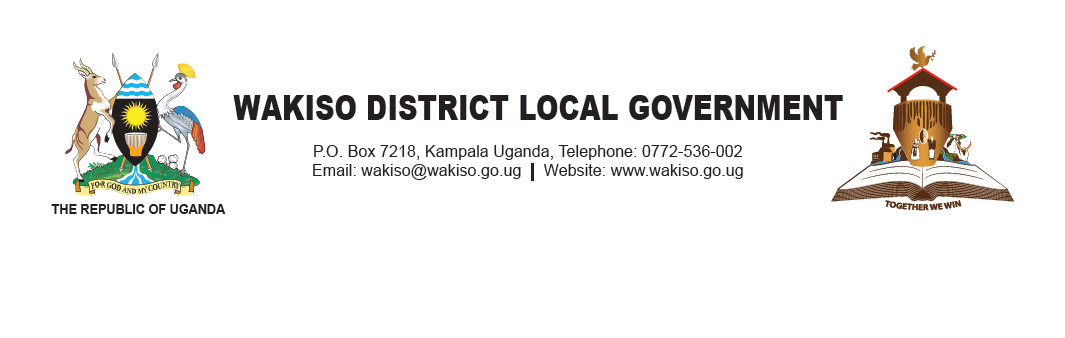 WAKISO DISTRICT LOCAL GOVERNMENT
P.O. Box 7218, Kampala Uganda, Telephone: 0772-536-002
Email: wakiso@wakiso.go.ug | Website: www.wakiso.go.ug
FOR GOD AND MY COUNTRY
THE REPUBLIC OF UGANDA
TOGETHER WE WIN